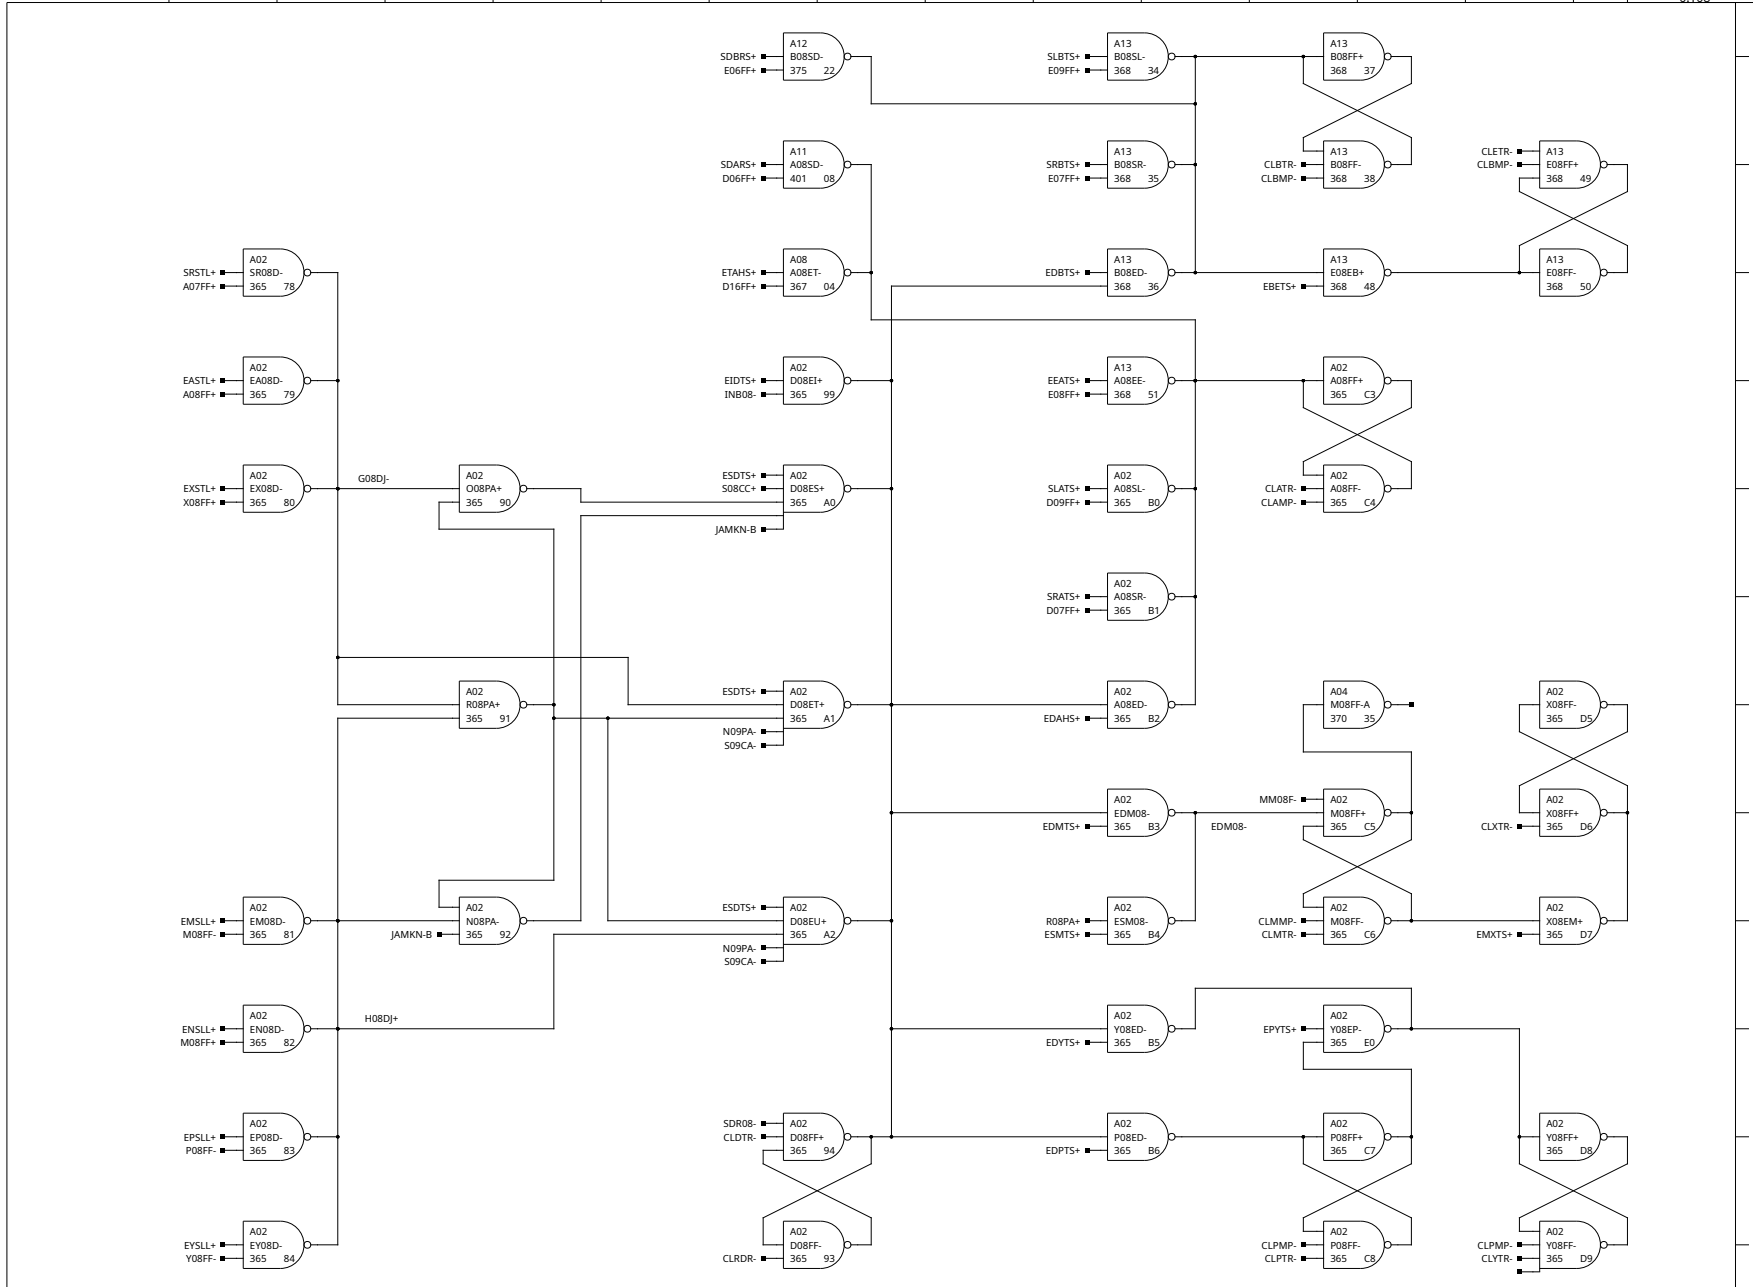 A12
SDBRS+ B08SD-
E06FF+ 375 22
A13
SLBTS+ B08SL-
E09FF+ 368 34
A13
B08FF+
368 37
A11
SDARS+ A08SD-
D06FF+ 401 08
A13
SRBTS+ B08SR-
E07FF+ 368 35
A13
CLBTR- B08FF-
CLBMP- 368 38
CLETR- A13
CLBMP- E08FF+
368 49
A02
SRSTL+ SR08D-
A07FF+ 365 78
A08
ETAHS+ A08ET-
D16FF+ 367 04
A13
EDBTS+ B08ED-
368 36
A13
E08EB+
EBETS+ 368 48
A13
E08FF-
368 50
A02
EASTL+ EA08D-
A08FF+ 365 79
A02
EIDTS+ D08EI+
INB08- 365 99
A13
EEATS+ A08EE-
E08FF+ 368 51
A02
A08FF+
365 C3
A02
EXSTL+ EX08D-
X08FF+ 365 80
G08DJ-
A02
O08PA+
365 90
ESDTS+ A02
S08CC+ D08ES+
365 A0
JAMKN-B
A02
SLATS+ A08SL-
D09FF+ 365 B0
A02
CLATR- A08FF-
CLAMP- 365 C4
A02
SRATS+ A08SR-
D07FF+ 365 B1
A02
R08PA+
365 91
ESDTS+ A02
D08ET+
365 A1
N09PA-
S09CA-
A02
A08ED-
EDAHS+ 365 B2
A04
M08FF-A
370 35
A02
X08FF-
365 D5
A02
EDM08-
EDMTS+ 365 B3
EDM08-
MM08F- A02
M08FF+
365 C5
A02
X08FF+
CLXTR- 365 D6
A02
EMSLL+ EM08D-
M08FF- 365 81
A02
N08PA-
JAMKN-B 365 92
ESDTS+ A02
D08EU+
365 A2
N09PA-
S09CA-
A02
R08PA+ ESM08-
ESMTS+ 365 B4
A02
CLMMP- M08FF-
CLMTR- 365 C6
A02
X08EM+
EMXTS+ 365 D7
A02
ENSLL+ EN08D-
M08FF+ 365 82
H08DJ+
A02
Y08ED-
EDYTS+ 365 B5
A02
EPYTS+ Y08EP-
365 E0
A02
EPSLL+ EP08D-
P08FF- 365 83
SDR08- A02
CLDTR- D08FF+
365 94
A02
P08ED-
EDPTS+ 365 B6
A02
P08FF+
365 C7
A02
Y08FF+
365 D8
A02
EYSLL+ EY08D-
Y08FF- 365 84
A02
D08FF-
CLRDR- 365 93
A02
CLPMP- P08FF-
CLPTR- 365 C8
A02
CLPMP- Y08FF-
CLYTR- 365 D9